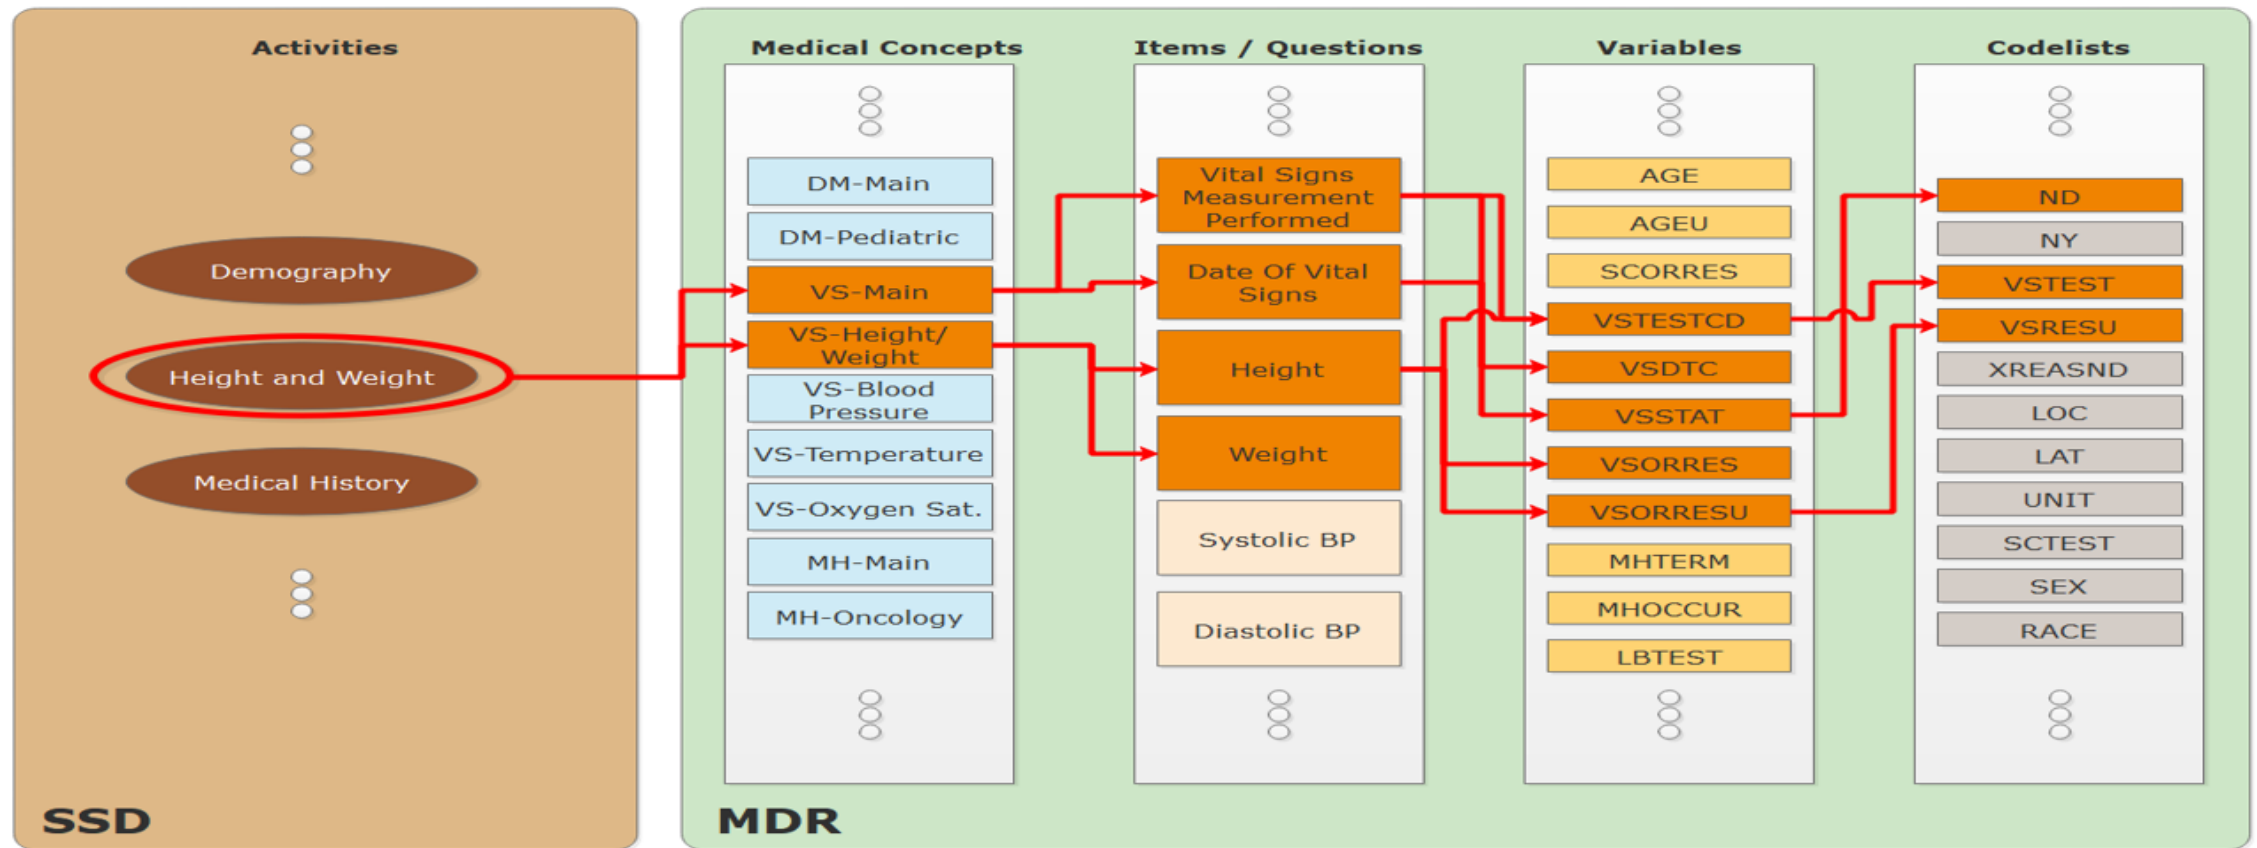 Activities
Demography
Height and Weight
Medical History
SSD
Medical Concepts
DM-Main
DM-Pediatric
VS-Main
VS-Height/
Weight
VS-Blood
Pressure
VS-Temperature
VS-Oxygen Sat.
MH-Main
MH-Oncology
Items / Questions
Vital Signs
Measurement
Performed
Date Of Vital
Signs
Height
Weight
Systolic BP
Diastolic BP
Variables
AGE
AGEU
SCORRES
VSTESTCD
VSDTC
VSSTAT
VSORRES
VSORRESU
MHTERM
MHOCCUR
LBTEST
Codelists
ND
NY
VSTEST
VSRESU
XREASND
LOC
LAT
UNIT
SCTEST
SEX
RACE
MDR